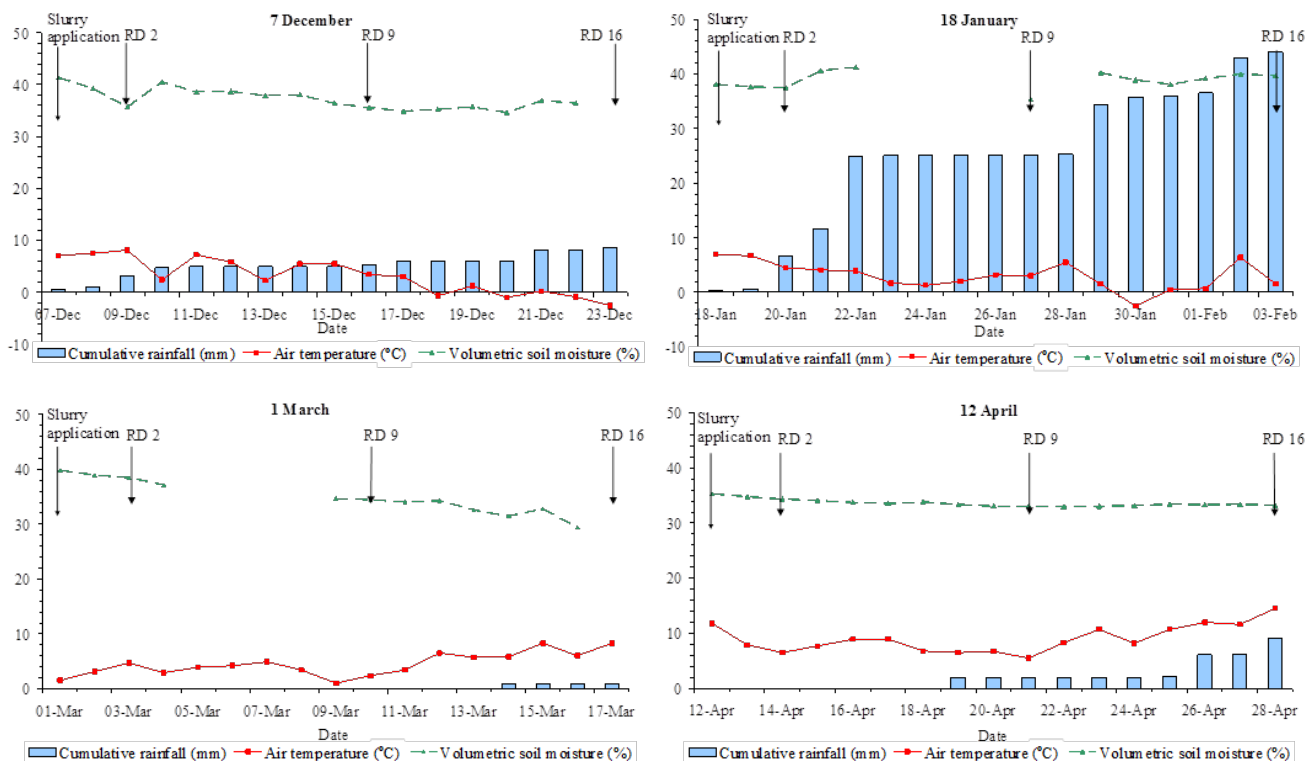 7 December
Slurry
application
RD 2
RD 9
RD 16
50
40
30
20
10
0
-10
07-Dec 09-Dec 11-Dec 13-Dec 15-Dec 17-Dec 19-Dec 21-Dec 23-Dec
Date
Cumulative rainfall (mm) Air temperature (°C) Volumetric soil moisture (%)
18 January
Slurry
application RD 2
RD 9
RD 16
50
40
30
20
10
0
-10
18-Jan 20-Jan 22-Jan 24-Jan 26-Jan 28-Jan 30-Jan 01-Feb 03-Feb
Date
Cumulative rainfall (mm) Air temperature (°C) Volumetric soil moisture (%)
1 March
Slurry
application RD 2
RD 9
RD 16
50
40
30
20
10
0
01-Mar 03-Mar 05-Mar 07-Mar 09-Mar 11-Mar 13-Mar 15-Mar 17-Mar
Date
Cumulative rainfall (mm) Air temperature (°C) Volumetric soil moisture (%)
12 April
Slurry
application RD 2
RD 9
RD 16
50
40
30
20
10
0
12-Apr 14-Apr 16-Apr 18-Apr 20-Apr 22-Apr 24-Apr 26-Apr 28-Apr
Date
Cumulative rainfall (mm) Air temperature (°C) Volumetric soil moisture (%)